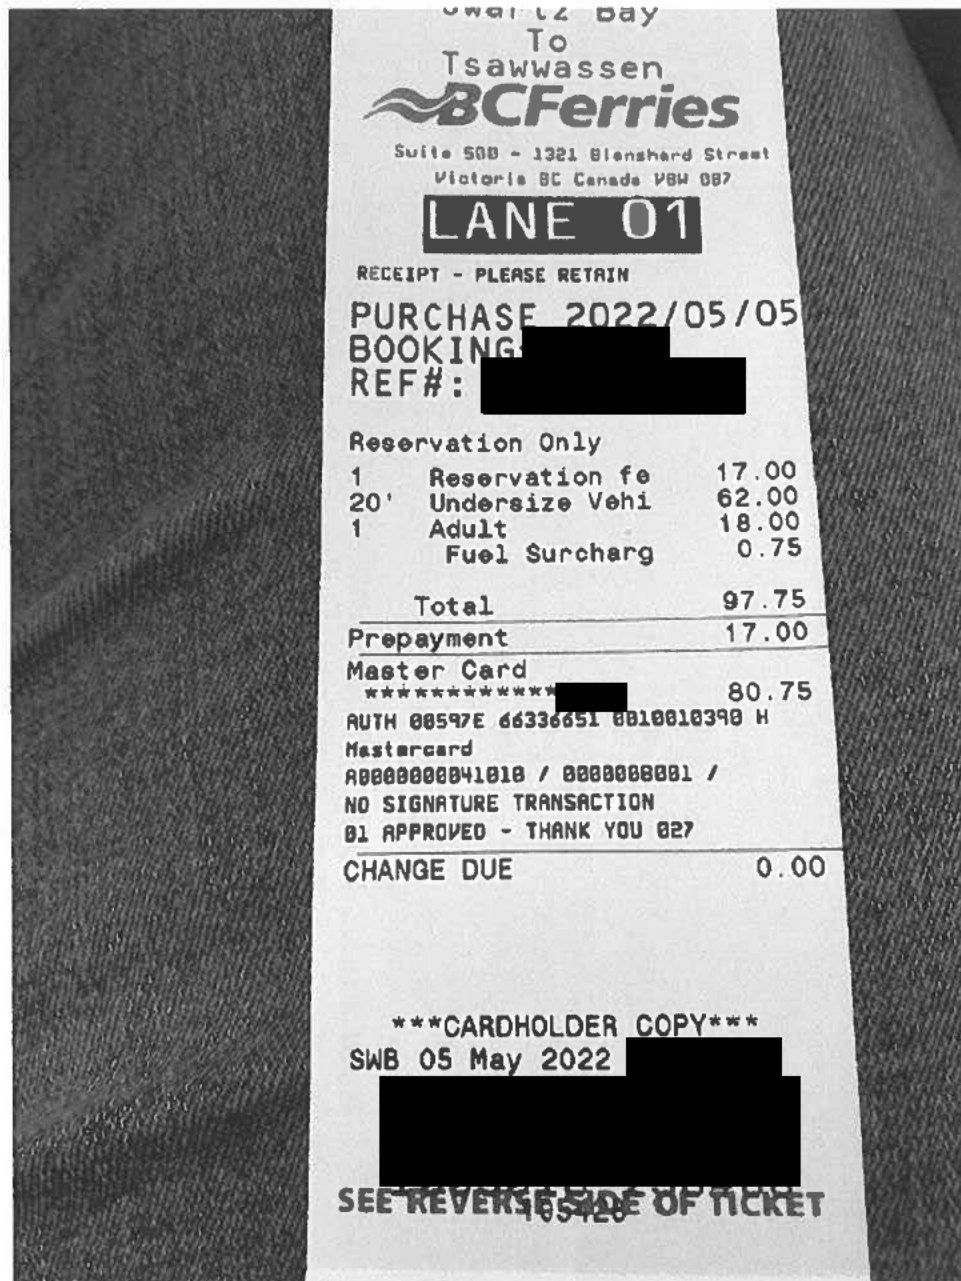 Swartz Bay
To
Tsawwassen
BCFerries
Suite 500 - 1321 Blanshard Street
Victoria BC Canada V8W 0B7
LANE 01
RECEIPT - PLEASE RETAIN
PURCHASE 2022/05/05
BOOKING
REF#:
Reservation Only
1 Reservation fe 17.00
20' Undersize Vehi 62.00
1 Adult 18.00
Fuel Surcharg 0.75
Total 97.75
Prepayment 17.00
Master Card
************ 80.75
AUTH 00597E 66336651 0010010390 H
Mastercard
A0000000041010 / 0000008001 /
NO SIGNATURE TRANSACTION
01 APPROVED - THANK YOU 027
CHANGE DUE 0.00
***CARDHOLDER COPY***
SWB 05 May 2022
SEE REVERSE SIDE OF TICKET